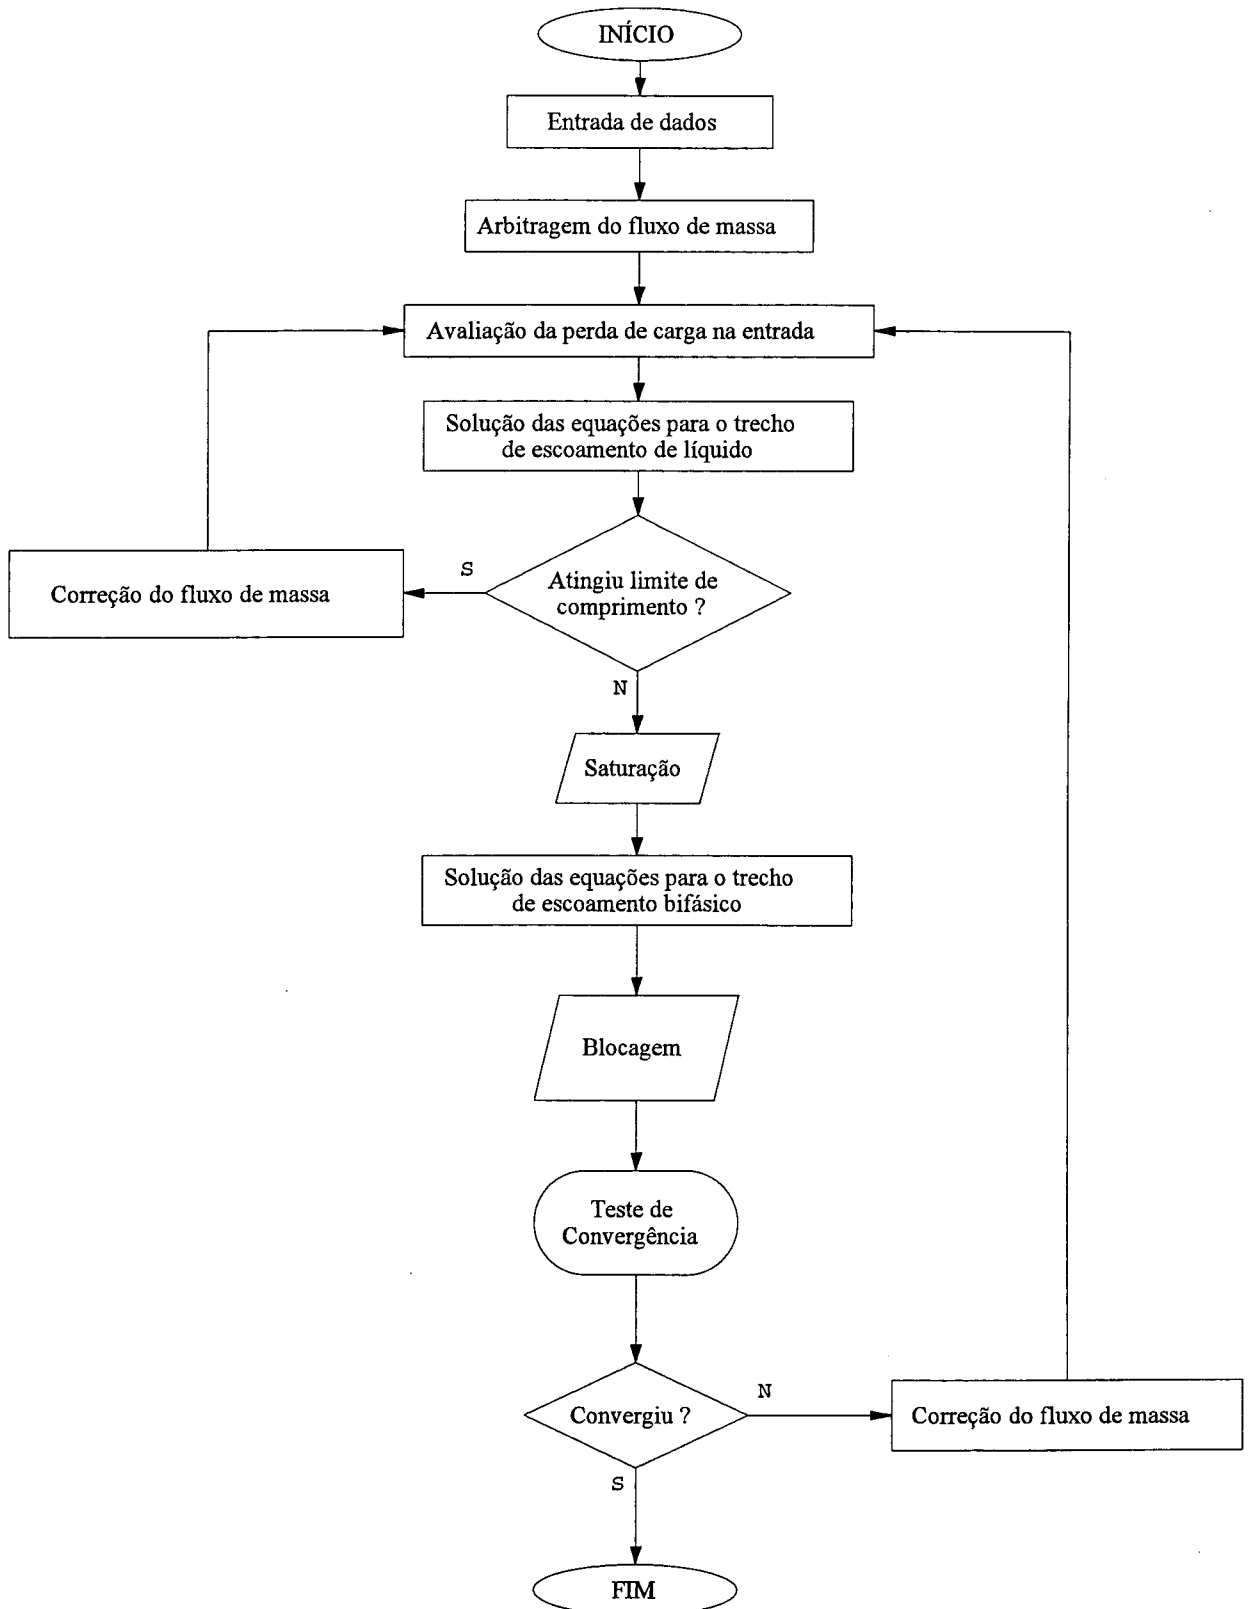 INÍCIO
Entrada de dados
Arbitragem do fluxo de massa
Avaliação da perda de carga na entrada
Solução das equações para o trecho
de escoamento de líquido
Atingiu limite de
comprimento ?
S
Correção do fluxo de massa
N
Saturação
Solução das equações para o trecho
de escoamento bifásico
Blocagem
Teste de
Convergência
Convergiu ?
N
Correção do fluxo de massa
S
FIM